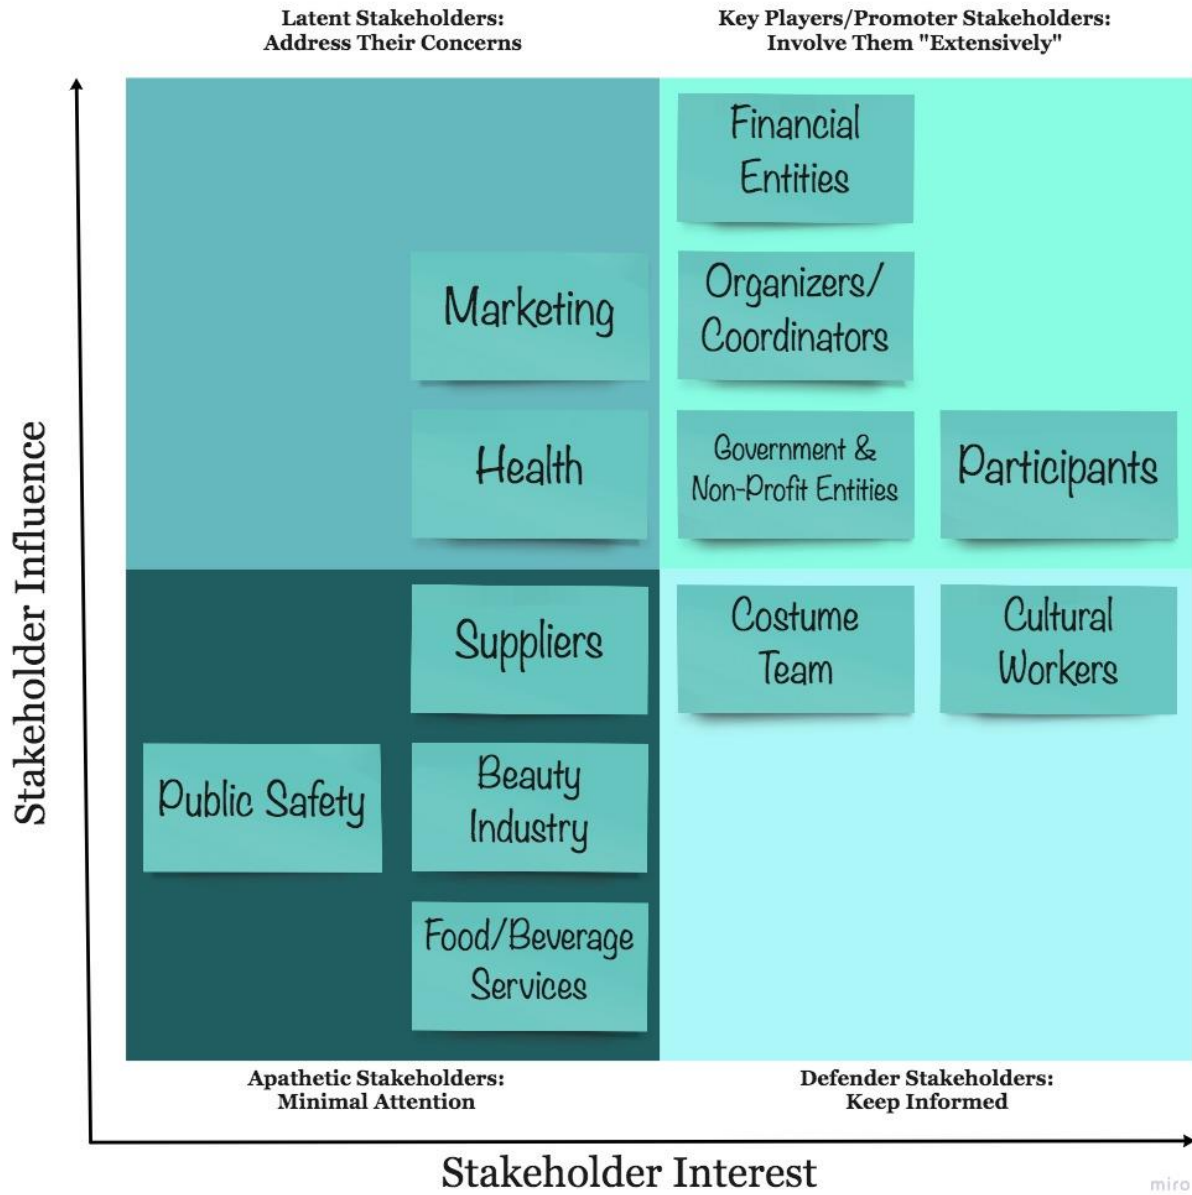 Latent Stakeholders:
Address Their Concerns
Key Players/Promoter Stakeholders:
Involve Them "Extensively"
Financial
Entities
Marketing
Organizers/
Coordinators
Health
Government &
Non-Profit Entities
Participants
Stakeholder Influence
Suppliers
Costume
Team
Cultural
Workers
Public Safety
Beauty
Industry
Food/Beverage
Services
Apathetic Stakeholders:
Minimal Attention
Defender Stakeholders:
Keep Informed
Stakeholder Interest
miro